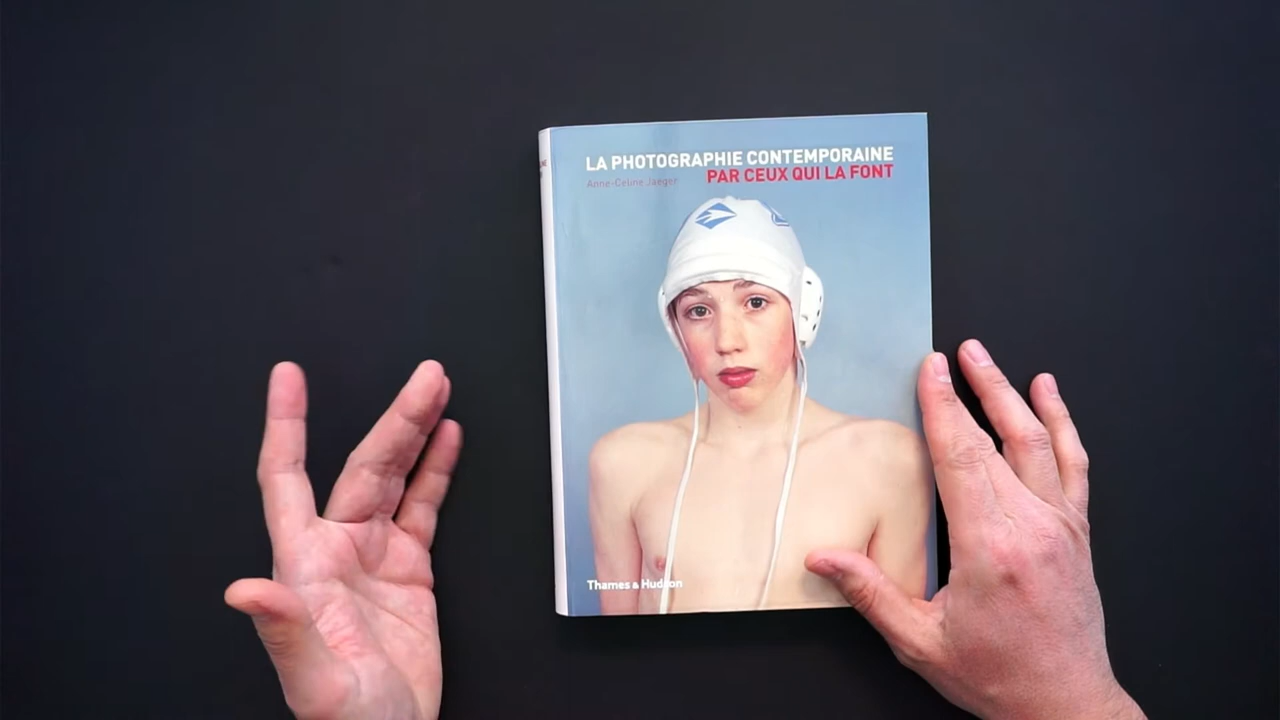 LA PHOTOGRAPHIE CONTEMPORAINE
PAR CEUX QUI LA FONT
Anne-Celine Jaeger
Thames & Hudson